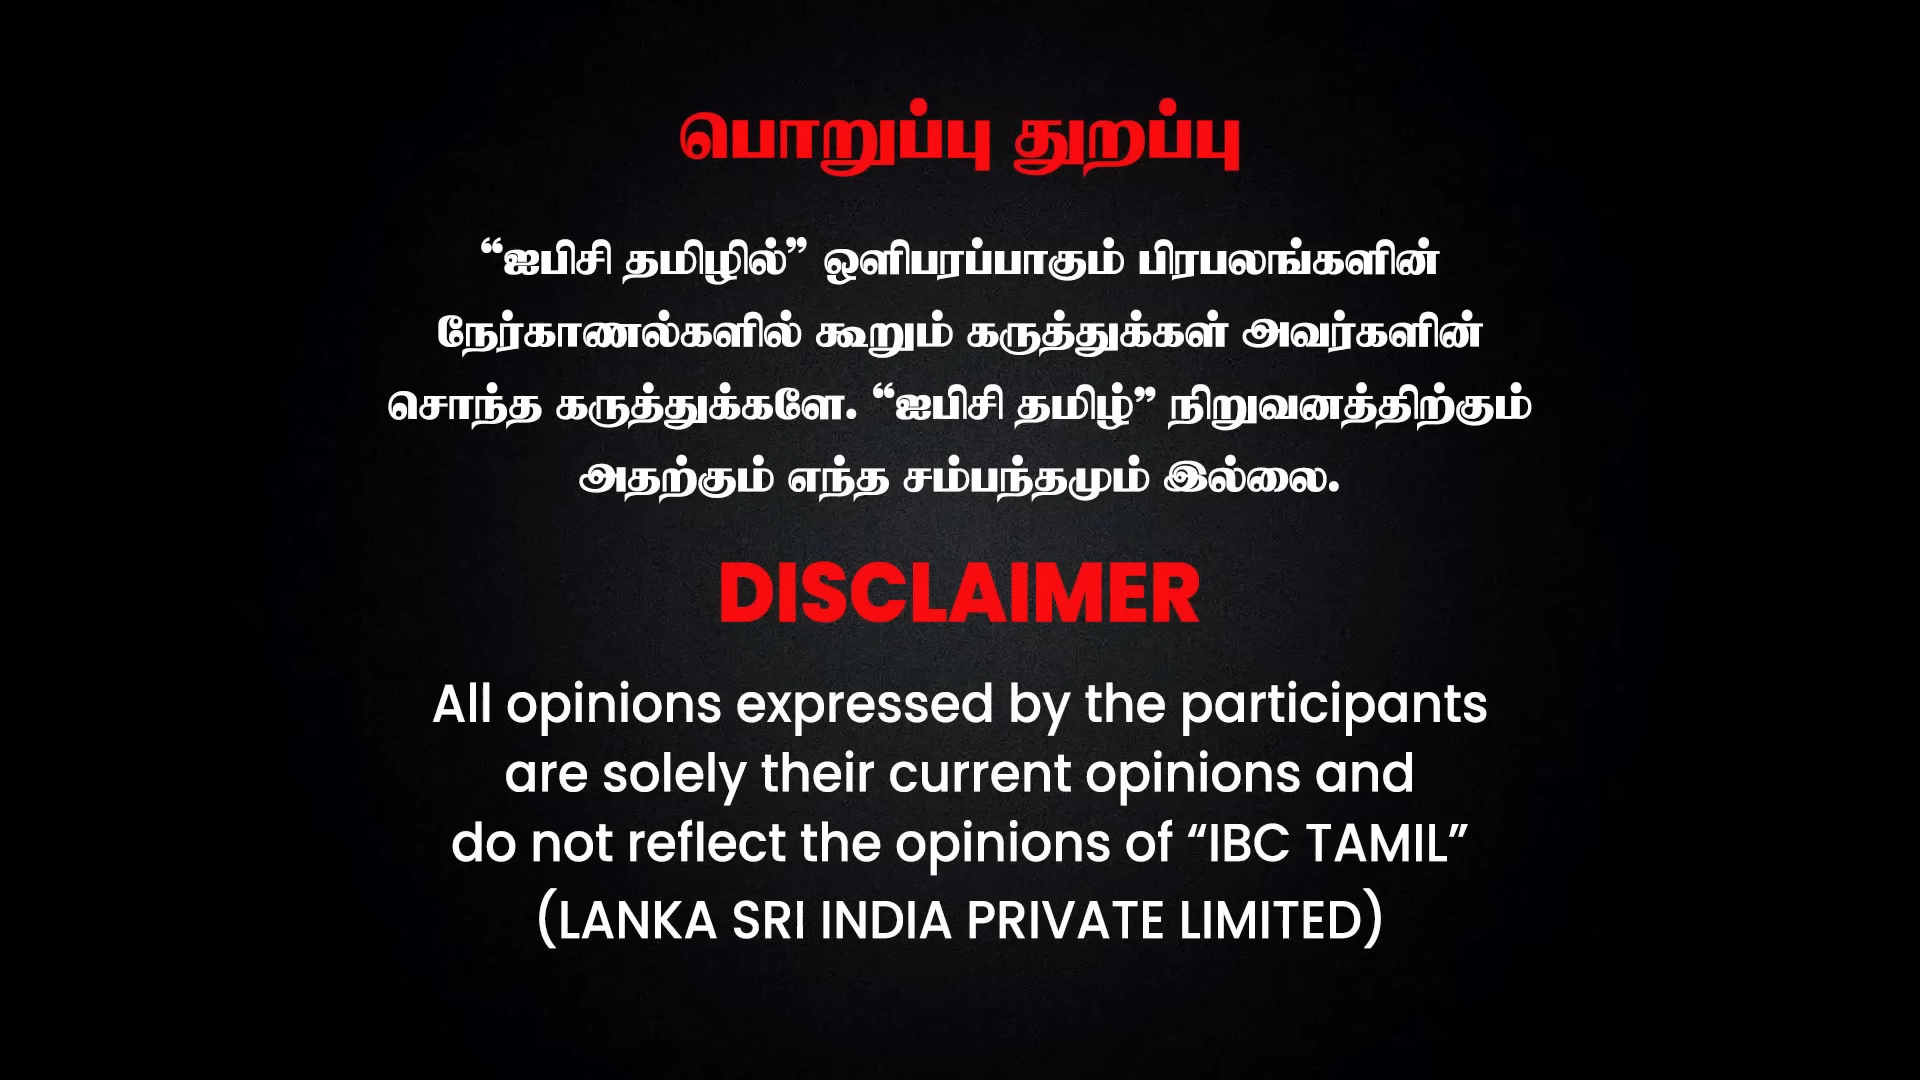 பொறுப்பு துறப்பு
“ஐபிசி தமிழில்” ஒளிபரப்பாகும் பிரபலங்களின்
நேர்காணல்களில் கூறும் கருத்துக்கள் அவர்களின்
சொந்த கருத்துக்களே. “ஐபிசி தமிழ்” நிறுவனத்திற்கும்
அதற்கும் எந்த சம்பந்தமும் இல்லை.
DISCLAIMER
All opinions expressed by the participants
are solely their current opinions and
do not reflect the opinions of “IBC TAMIL”
(LANKA SRI INDIA PRIVATE LIMITED)